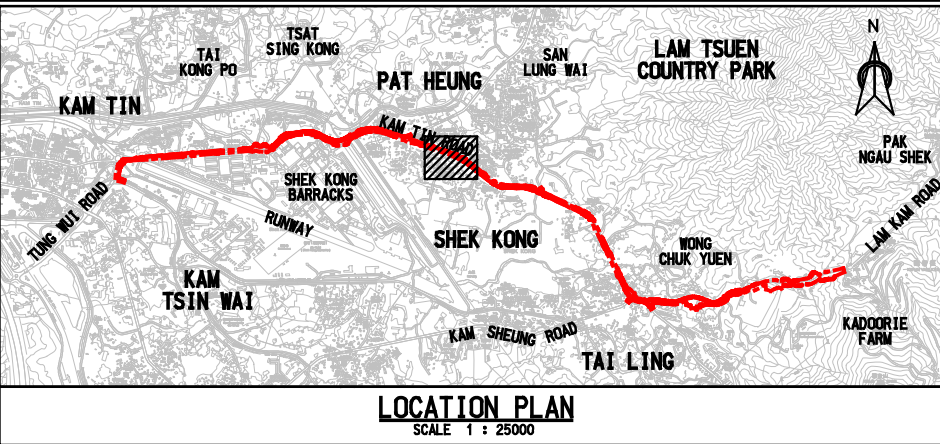 TSAT
SING KONG
TAI
KONG PO
SAN
LUNG WAI
LAM TSUEN
COUNTRY PARK
N
PAT HEUNG
KAM TIN
KAM TIN ROAD
PAK
NGAU SHEK
SHEK KONG
BARRACKS
TUNG WUI ROAD
RUNWAY
LAM KAM ROAD
SHEK KONG
WONG
CHUK YUEN
KAM
TSIN WAI
KAM SHEUNG ROAD
KADOORIE
FARM
TAI LING
LOCATION PLAN
SCALE 1 : 25000